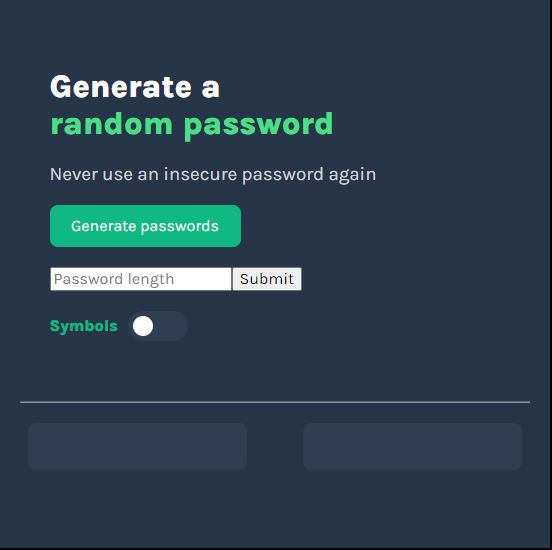 Generate a
random password
Never use an insecure password again
Generate passwords
Password length Submit
Symbols